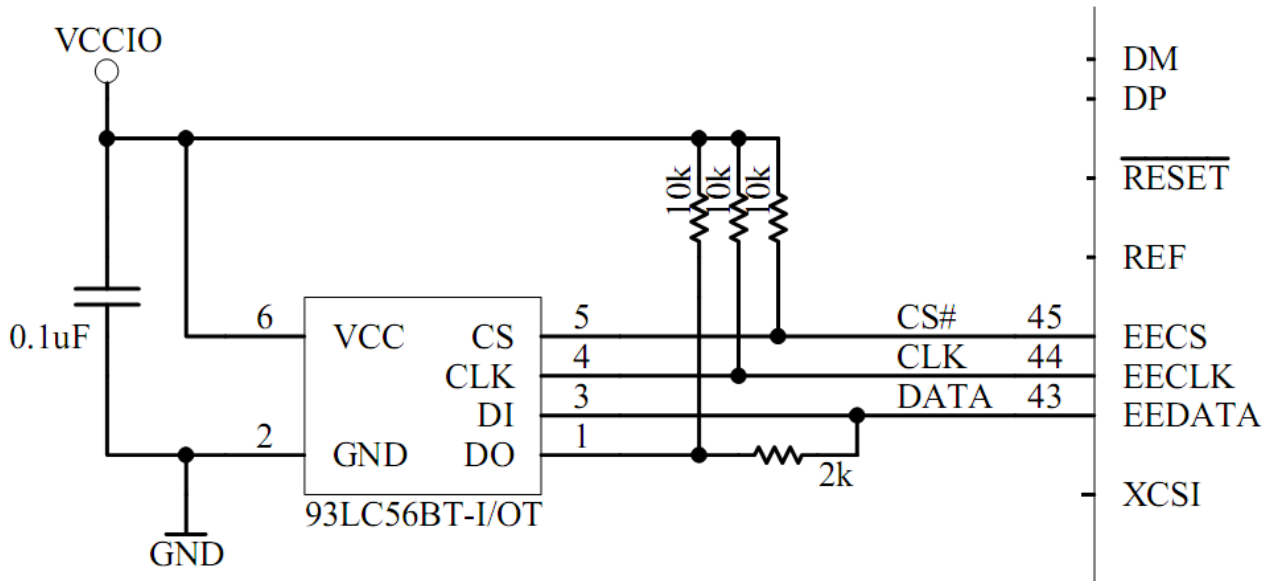 VCCIO
DM
DP
RESET
10k
10k
10k
REF
0.1uF
6
VCC
CS
5
CS#
45
EECS
CLK
4
CLK
44
EECLK
DI
3
DATA
43
EEDATA
2
GND
DO
1
2k
XCSI
93LC56BT-I/OT
GND